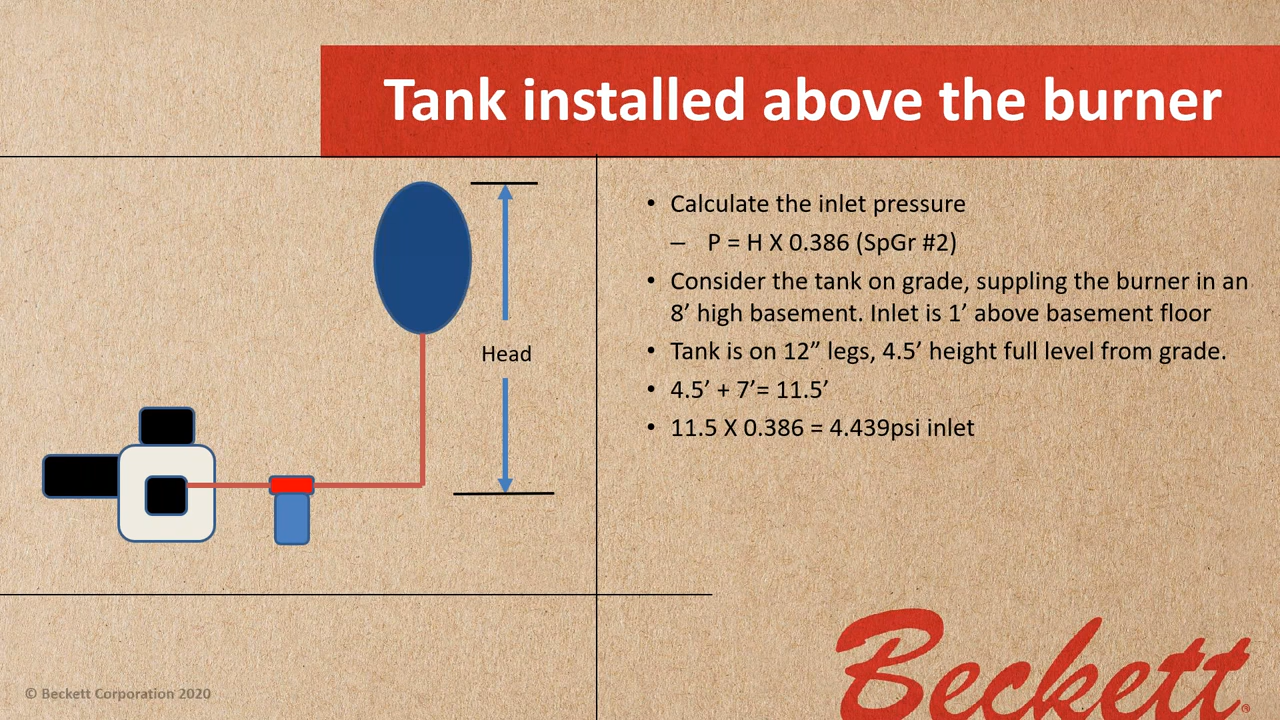 Tank installed above the burner
Head
• Calculate the inlet pressure
– P = H X 0.386 (SpGr #2)
• Consider the tank on grade, suppling the burner in an
8’ high basement. Inlet is 1’ above basement floor
• Tank is on 12” legs, 4.5’ height full level from grade.
• 4.5’ + 7’= 11.5’
• 11.5 X 0.386 = 4.439psi inlet
© Beckett Corporation 2020
Beckett®